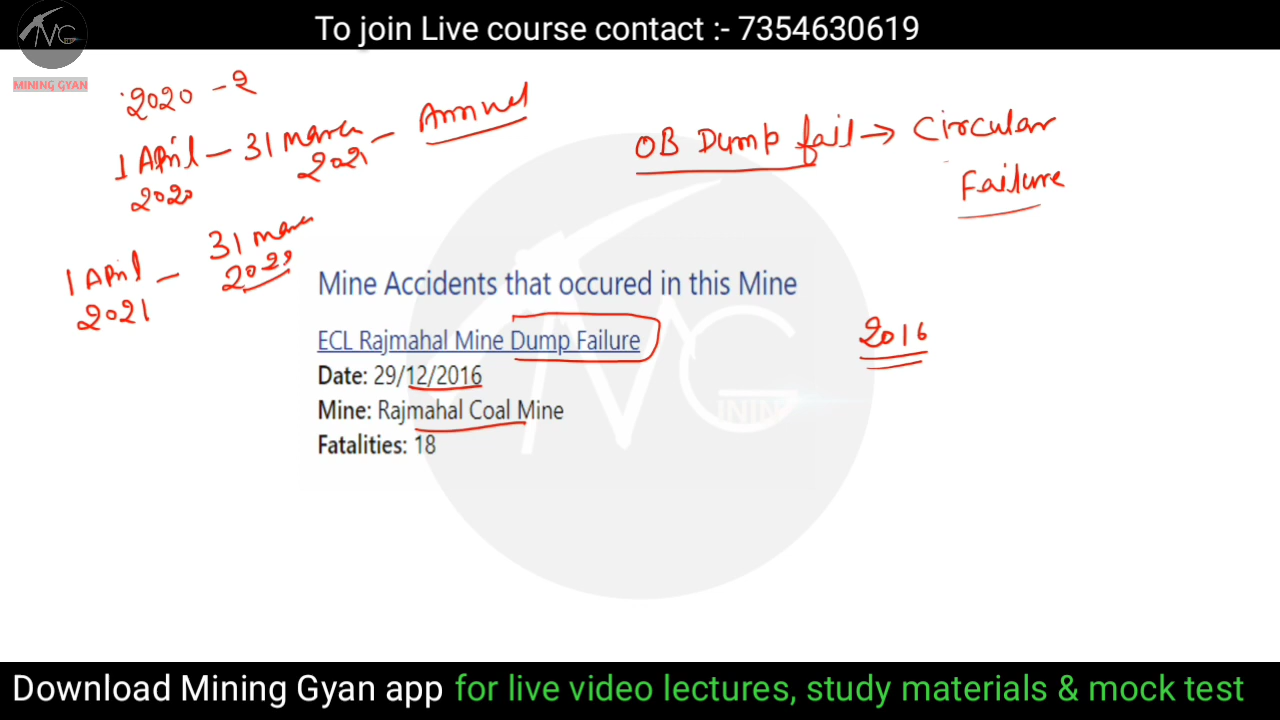 To join Live course contact :- 7354630619
MINING GYAN
2020 - 2
1 April - 31 March - Annual
2020 2021
1 April - 31 March
2021 2022
OB Dump fail → Circular
Failure
Mine Accidents that occured in this Mine
ECL Rajmahal Mine Dump Failure
Date: 29/12/2016
2016
Mine: Rajmahal Coal Mine
Fatalities: 18
Download Mining Gyan app for live video lectures, study materials & mock test